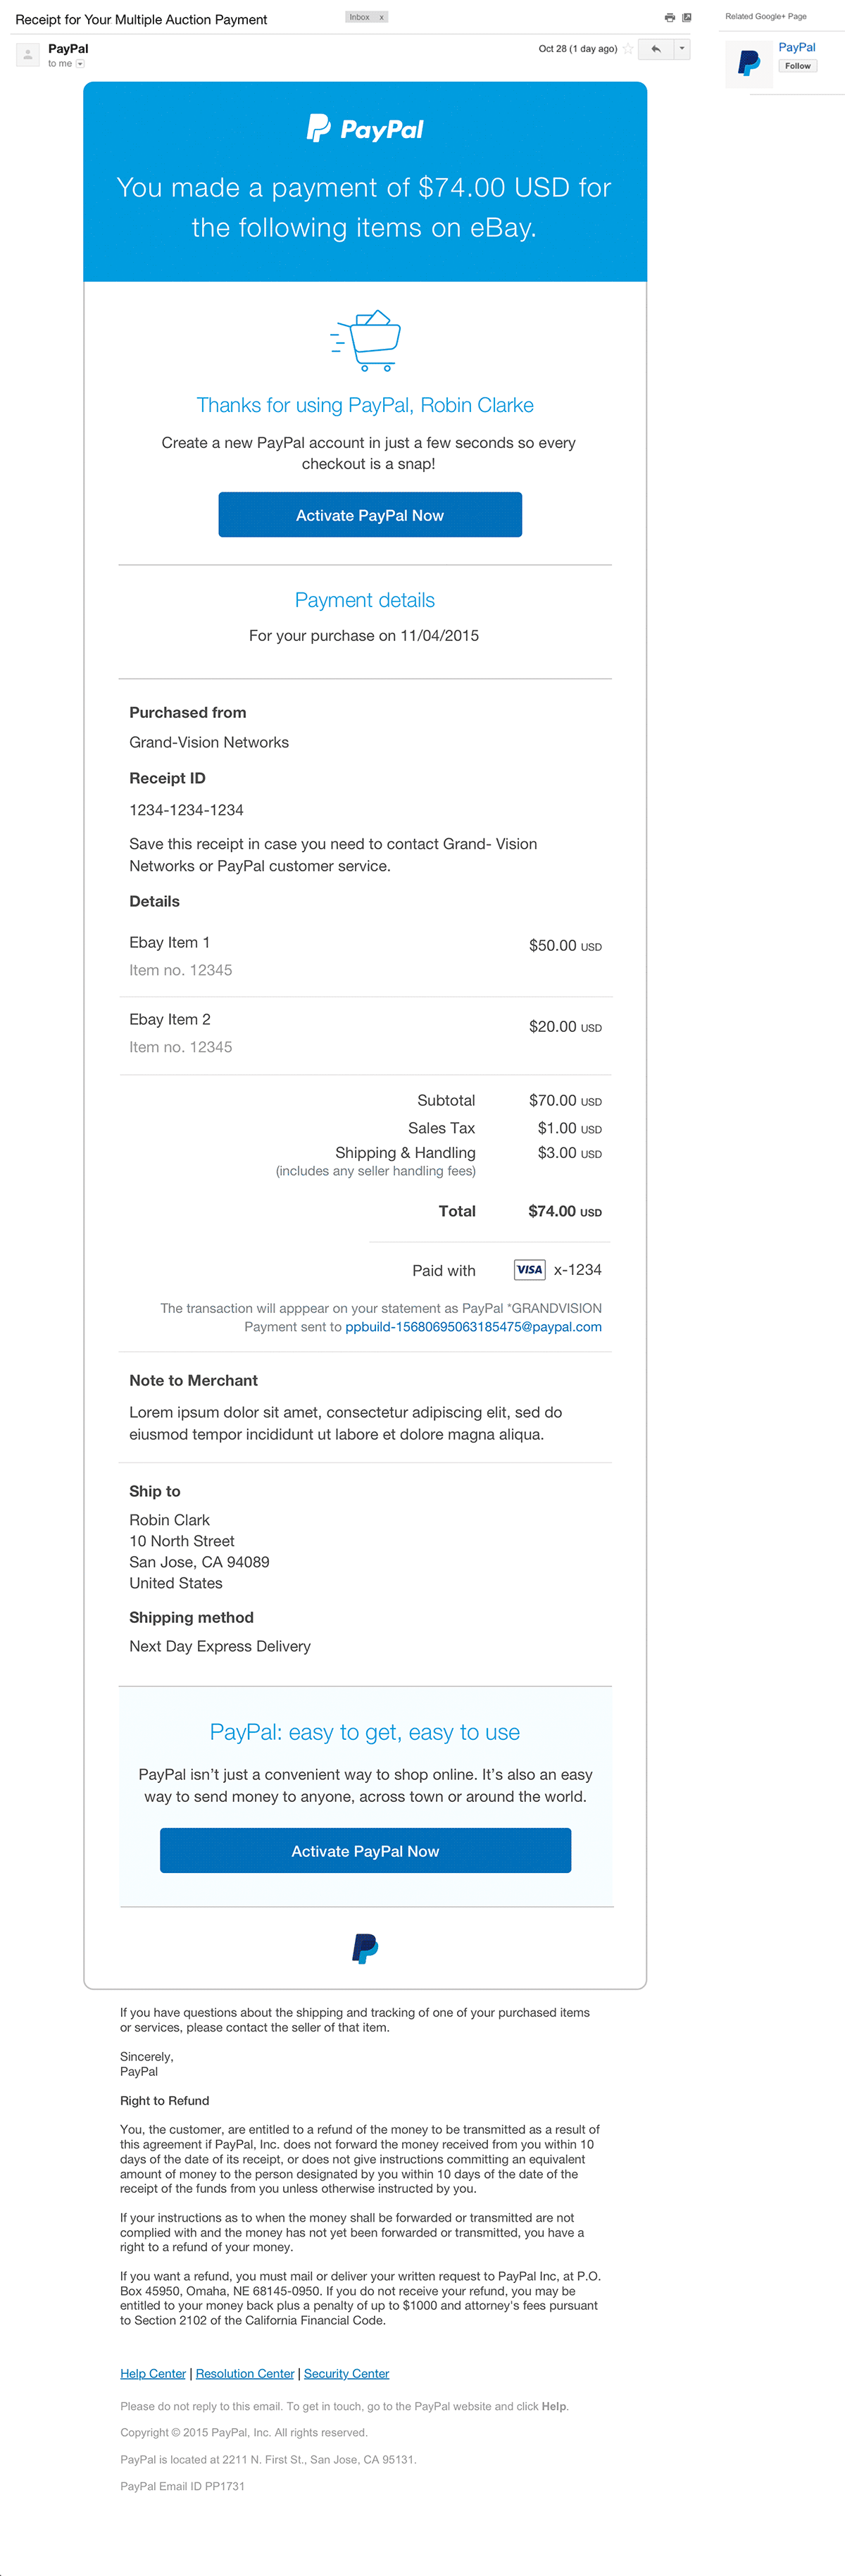 Receipt for Your Multiple Auction Payment
Inbox x
Related Google+ Page
PayPal
to me
Oct 28 (1 day ago)
PayPal
Follow
PayPal
You made a payment of $74.00 USD for
the following items on eBay.
Thanks for using PayPal, Robin Clarke
Create a new PayPal account in just a few seconds so every
checkout is a snap!
Activate PayPal Now
Payment details
For your purchase on 11/04/2015
Purchased from
Grand-Vision Networks
Receipt ID
1234-1234-1234
Save this receipt in case you need to contact Grand- Vision
Networks or PayPal customer service.
Details
Ebay Item 1 $50.00 USD
Item no. 12345
Ebay Item 2 $20.00 USD
Item no. 12345
Subtotal $70.00 USD
Sales Tax $1.00 USD
Shipping & Handling $3.00 USD
(includes any seller handling fees)
Total $74.00 USD
Paid with VISA x-1234
The transaction will apppear on your statement as PayPal *GRANDVISION
Payment sent to ppbuild-15680695063185475@paypal.com
Note to Merchant
Lorem ipsum dolor sit amet, consectetur adipiscing elit, sed do
eiusmod tempor incididunt ut labore et dolore magna aliqua.
Ship to
Robin Clark
10 North Street
San Jose, CA 94089
United States
Shipping method
Next Day Express Delivery
PayPal: easy to get, easy to use
PayPal isn’t just a convenient way to shop online. It’s also an easy
way to send money to anyone, across town or around the world.
Activate PayPal Now
If you have questions about the shipping and tracking of one of your purchased items
or services, please contact the seller of that item.
Sincerely,
PayPal
Right to Refund
You, the customer, are entitled to a refund of the money to be transmitted as a result of
this agreement if PayPal, Inc. does not forward the money received from you within 10
days of the date of its receipt, or does not give instructions committing an equivalent
amount of money to the person designated by you within 10 days of the date of the
receipt of the funds from you unless otherwise instructed by you.
If your instructions as to when the money shall be forwarded or transmitted are not
complied with and the money has not yet been forwarded or transmitted, you have a
right to a refund of your money.
If you want a refund, you must mail or deliver your written request to PayPal Inc, at P.O.
Box 45950, Omaha, NE 68145-0950. If you do not receive your refund, you may be
entitled to your money back plus a penalty of up to $1000 and attorney's fees pursuant
to Section 2102 of the California Financial Code.
Help Center | Resolution Center | Security Center
Please do not reply to this email. To get in touch, go to the PayPal website and click Help.
Copyright © 2015 PayPal, Inc. All rights reserved.
PayPal is located at 2211 N. First St., San Jose, CA 95131.
PayPal Email ID PP1731